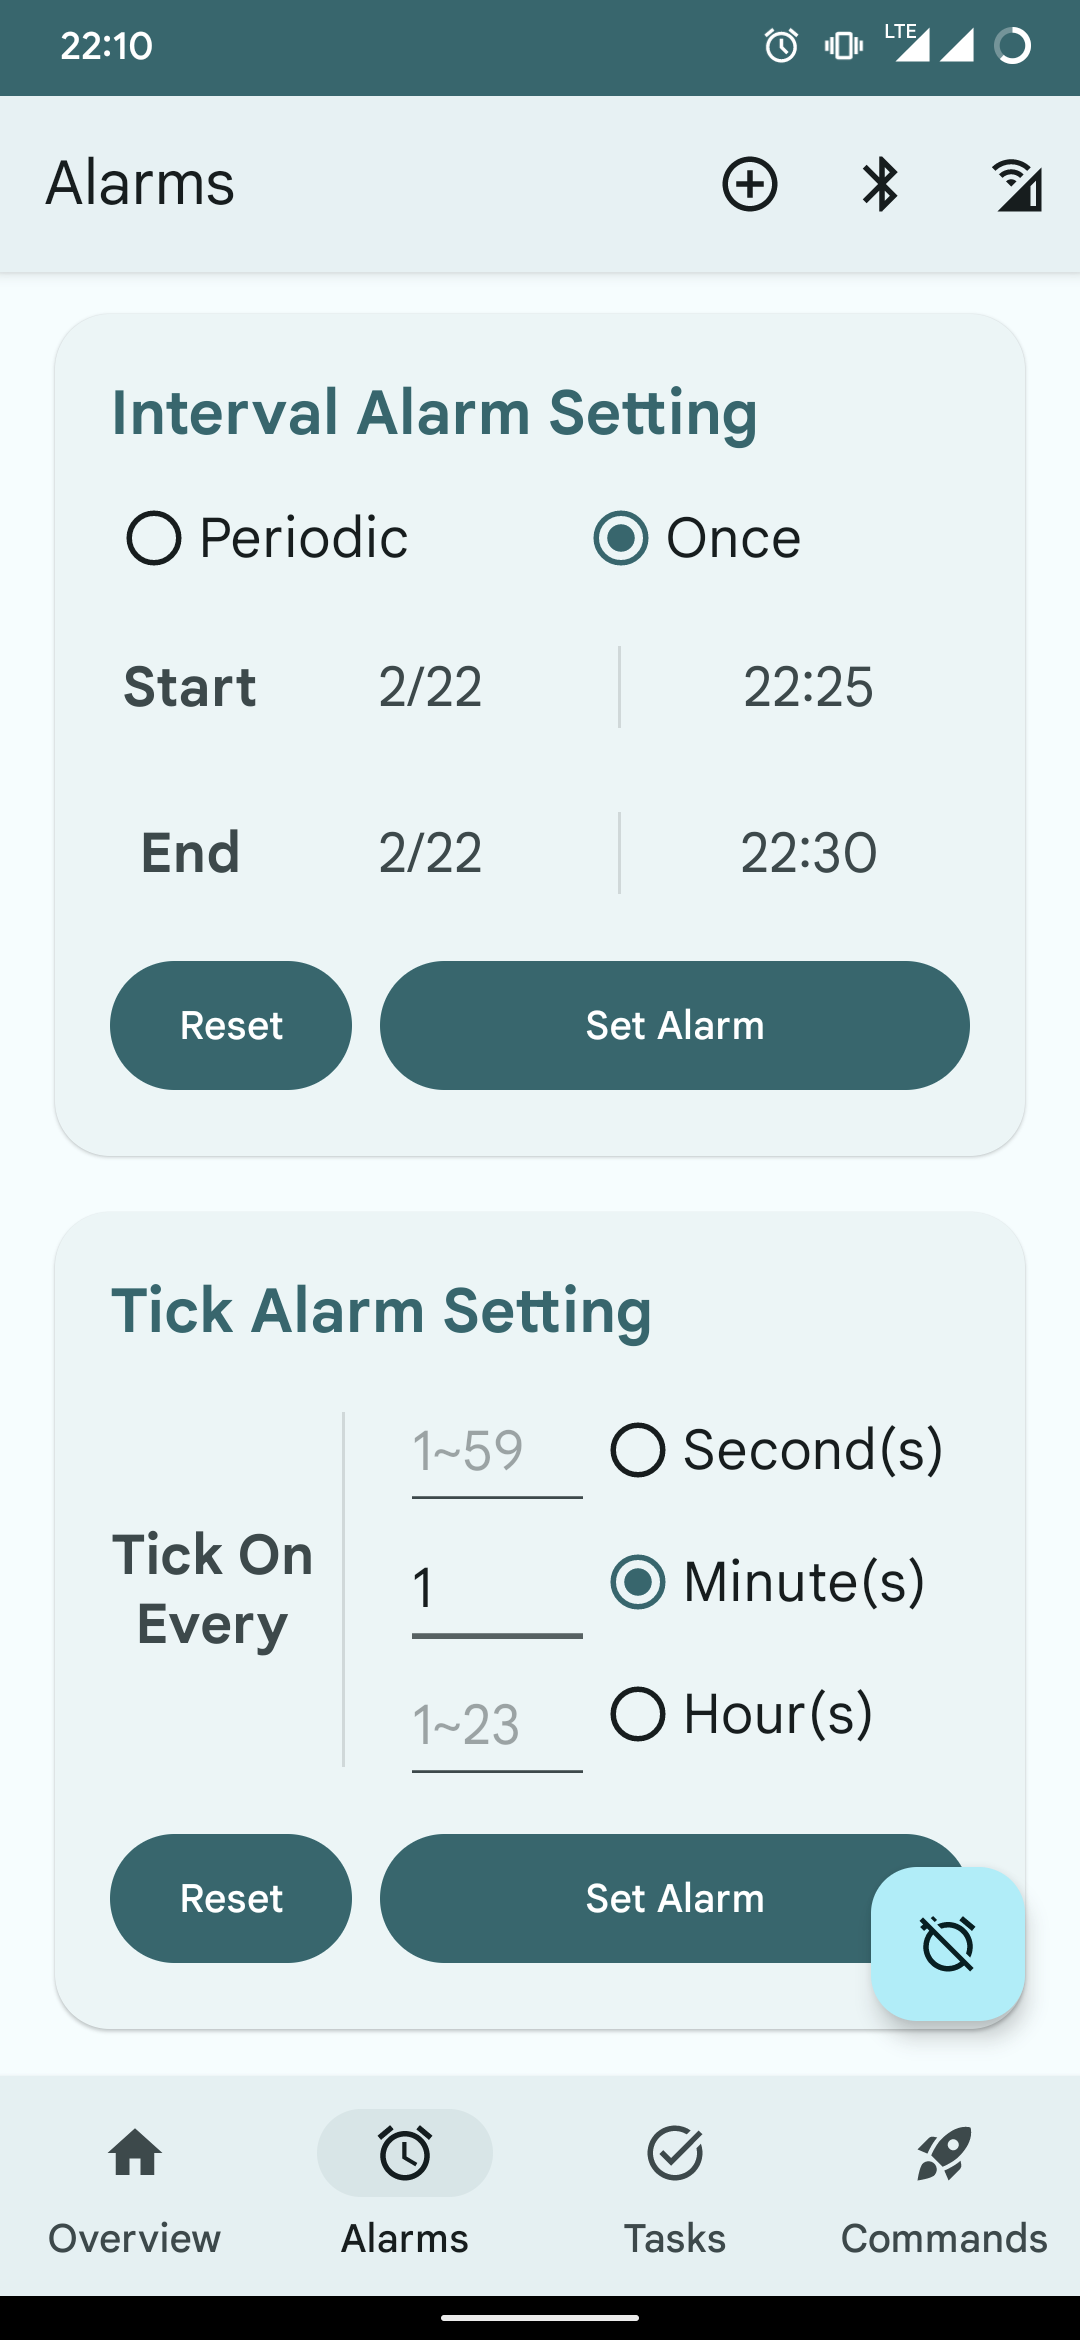 22:10
LTE
Alarms
Interval Alarm Setting
Periodic
Once
Start
2/22
22:25
End
2/22
22:30
Reset
Set Alarm
Tick Alarm Setting
Tick On
Every
1~59
Second(s)
1
Minute(s)
1~23
Hour(s)
Reset
Set Alarm
Overview
Alarms
Tasks
Commands